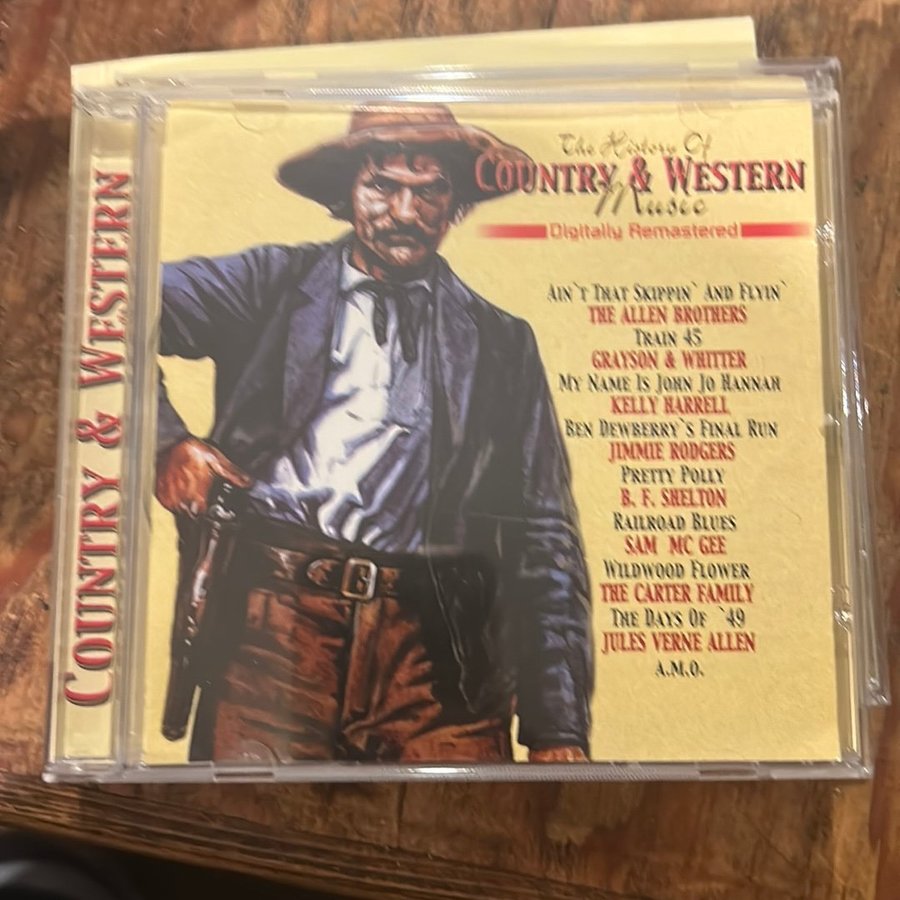 COUNTRY & WESTERN
The History Of
COUNTRY & WESTERN
Music
Digitally Remastered
AIN`T THAT SKIPPIN` AND FLYIN`
THE ALLEN BROTHERS
TRAIN 45
GRAYSON & WHITTER
MY NAME IS JOHN JO HANNAH
KELLY HARRELL
BEN DEWBERRY`S FINAL RUN
JIMMIE RODGERS
PRETTY POLLY
B. F. SHELTON
RAILROAD BLUES
SAM MC GEE
WILDWOOD FLOWER
THE CARTER FAMILY
THE DAYS OF `49
JULES VERNE ALLEN
A.M.O.